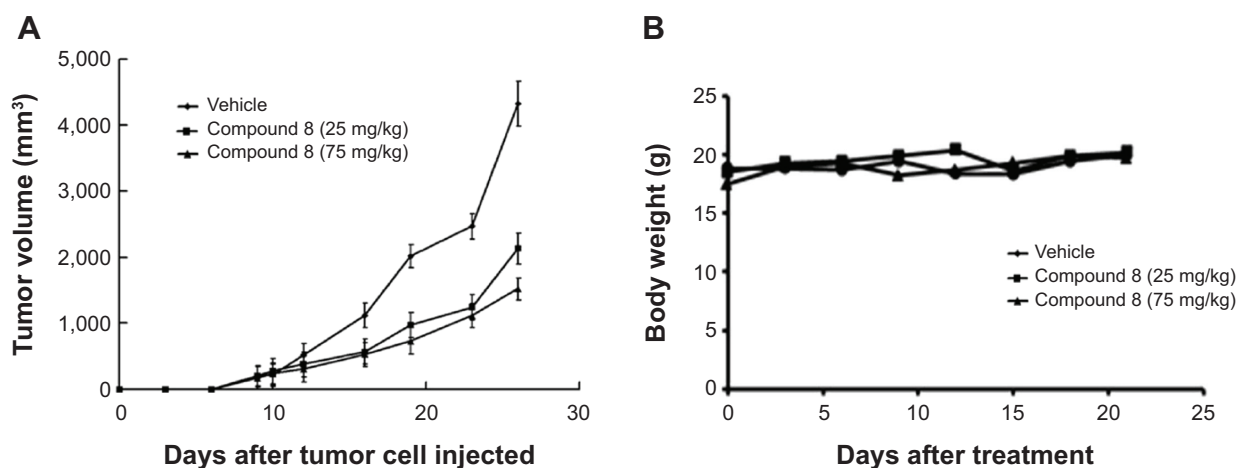 A
Tumor volume (mm³)
5,000
4,000
3,000
2,000
1,000
0
Vehicle
Compound 8 (25 mg/kg)
Compound 8 (75 mg/kg)
0 10 20 30
Days after tumor cell injected
B
Body weight (g)
25
20
15
10
5
0
Vehicle
Compound 8 (25 mg/kg)
Compound 8 (75 mg/kg)
0 5 10 15 20 25
Days after treatment